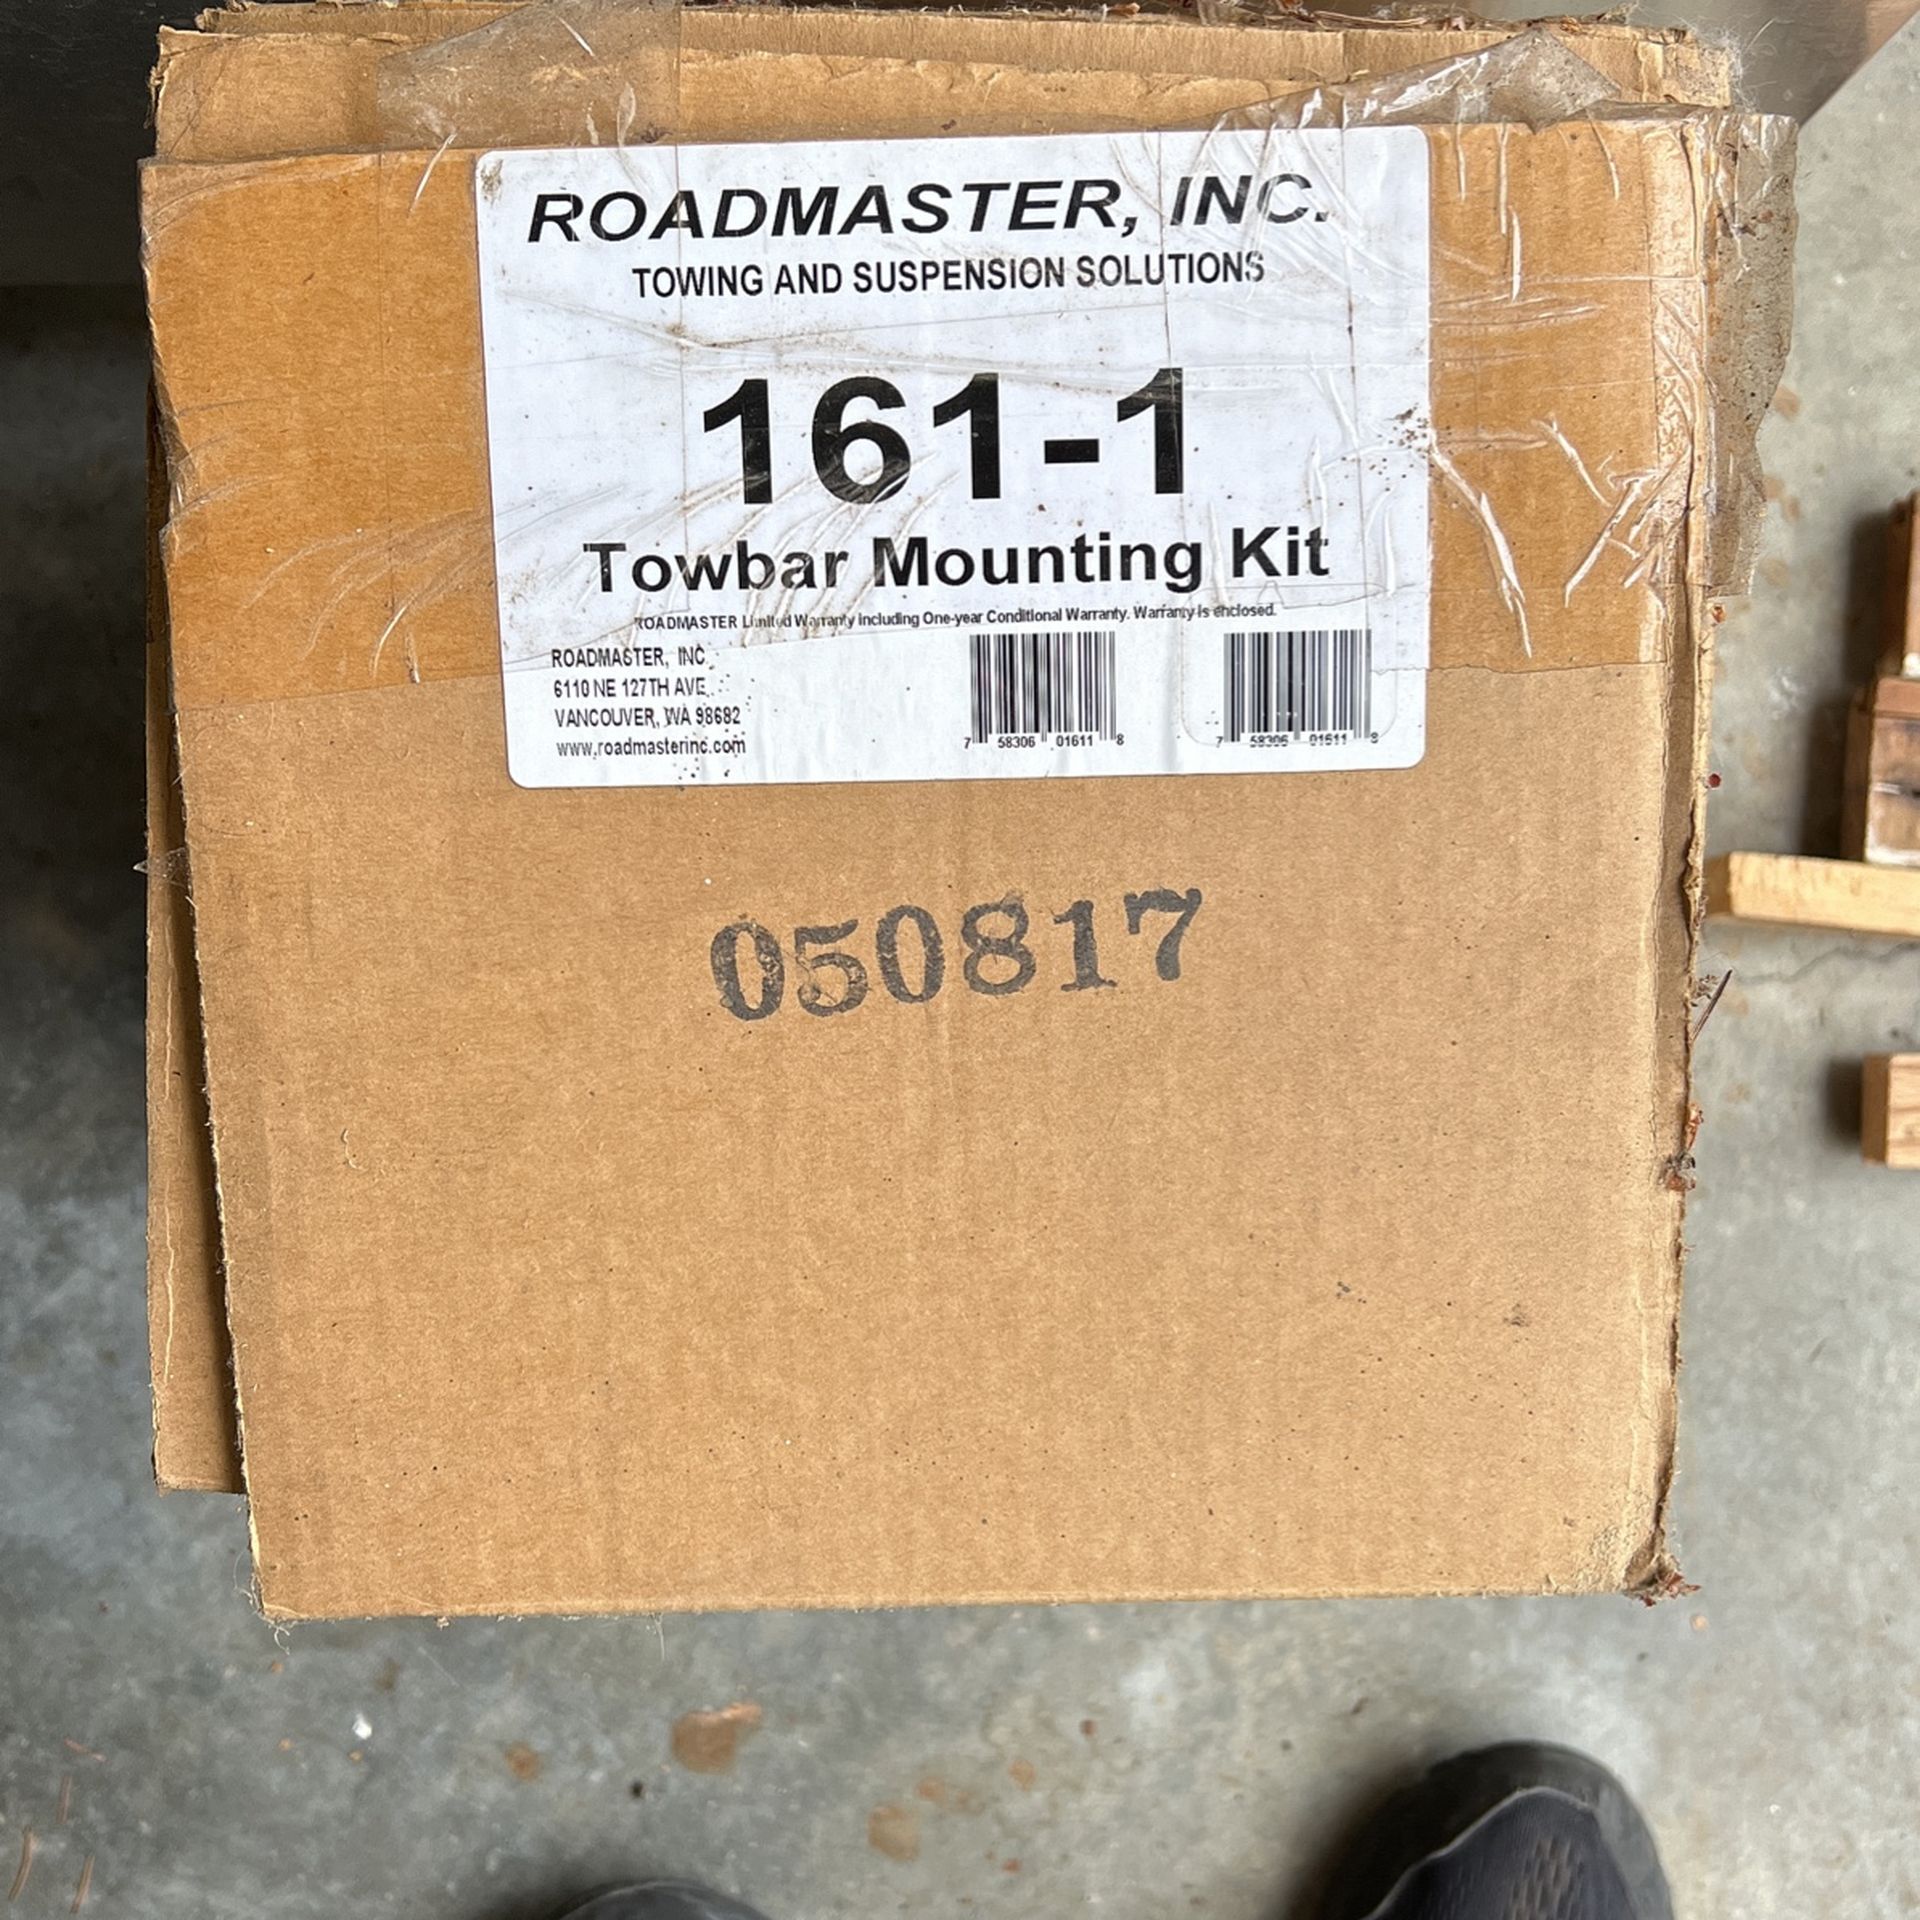 ROADMASTER, INC.
TOWING AND SUSPENSION SOLUTIONS
161-1
Towbar Mounting Kit
ROADMASTER Limited Warranty including One-year Conditional Warranty. Warranty is enclosed.
ROADMASTER, INC
6110 NE 127TH AVE
VANCOUVER, WA 98682
www.roadmasterinc.com
7 58306 01611 8
7 58306 01611 8
050817